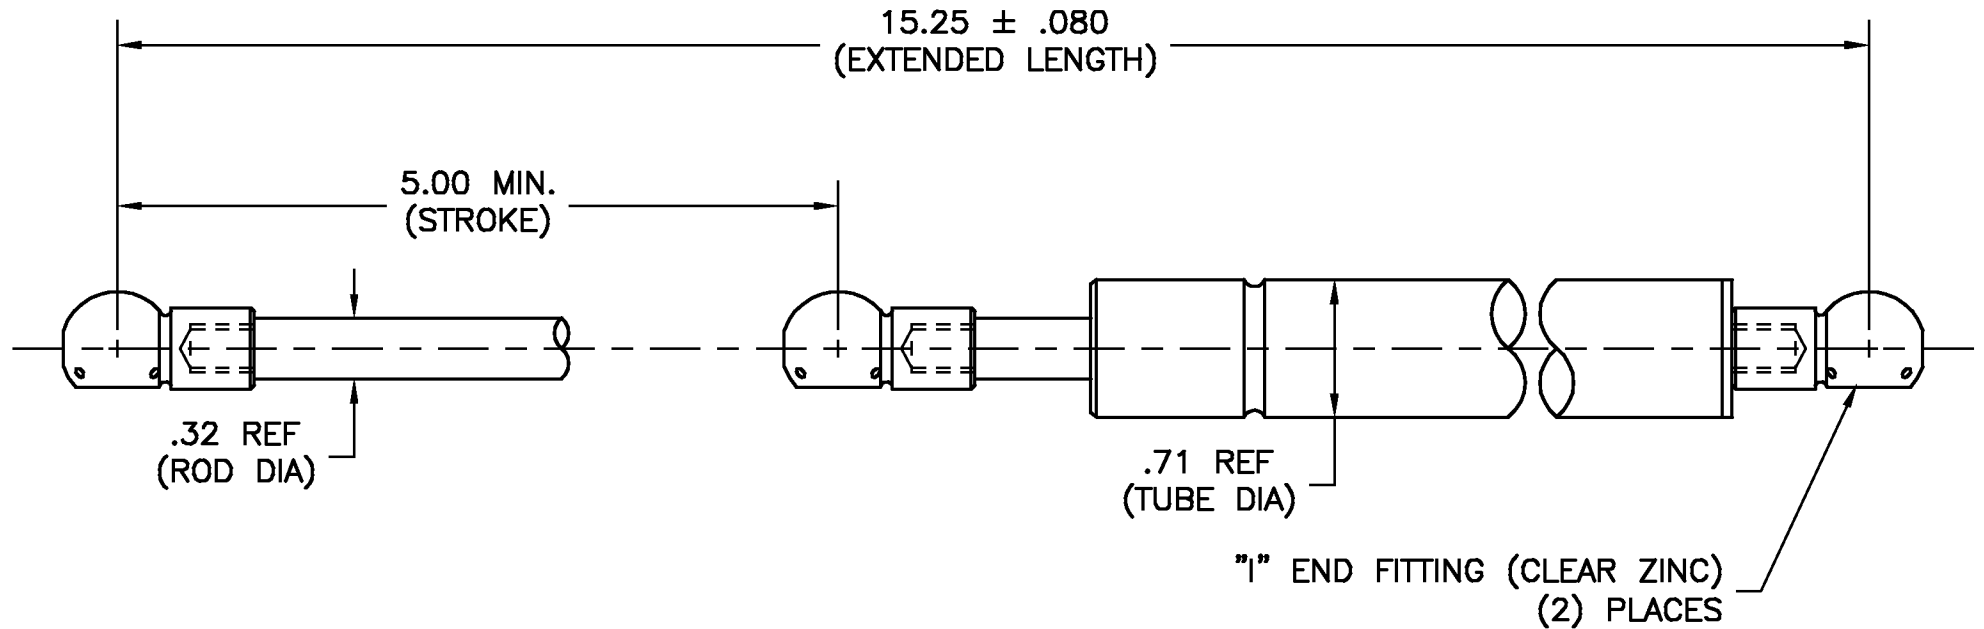 15.25 ± .080
(EXTENDED LENGTH)
5.00 MIN.
(STROKE)
.32 REF
(ROD DIA)
.71 REF
(TUBE DIA)
"I" END FITTING (CLEAR ZINC)
(2) PLACES